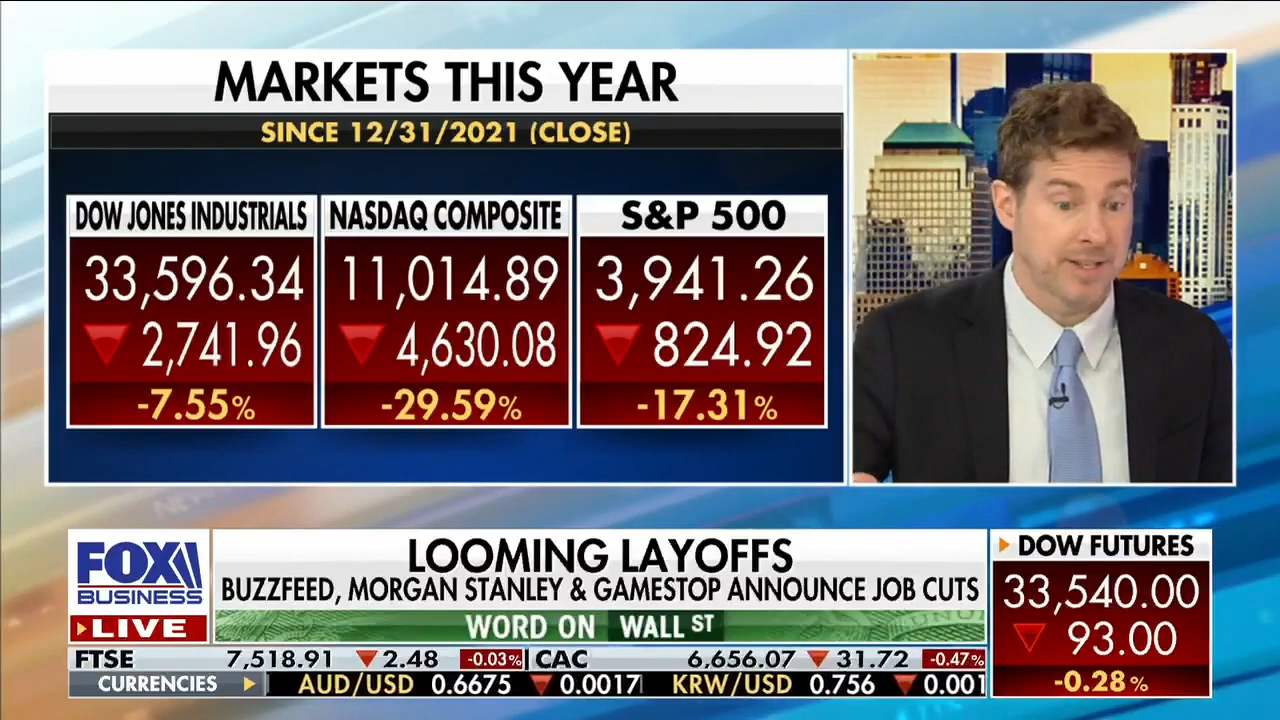 MARKETS THIS YEAR
SINCE 12/31/2021 (CLOSE)
DOW JONES INDUSTRIALS
33,596.34
2,741.96
-7.55%
NASDAQ COMPOSITE
11,014.89
4,630.08
-29.59%
S&P 500
3,941.26
824.92
-17.31%
FOX BUSINESS
LIVE
LOOMING LAYOFFS
BUZZFEED, MORGAN STANLEY & GAMESTOP ANNOUNCE JOB CUTS
WORD ON WALL ST
DOW FUTURES
33,540.00
93.00
-0.28%
FTSE 7,518.91 2.48 -0.03% CAC 6,656.07 31.72 -0.47%
CURRENCIES AUD/USD 0.6675 0.0017 KRW/USD 0.756 0.001